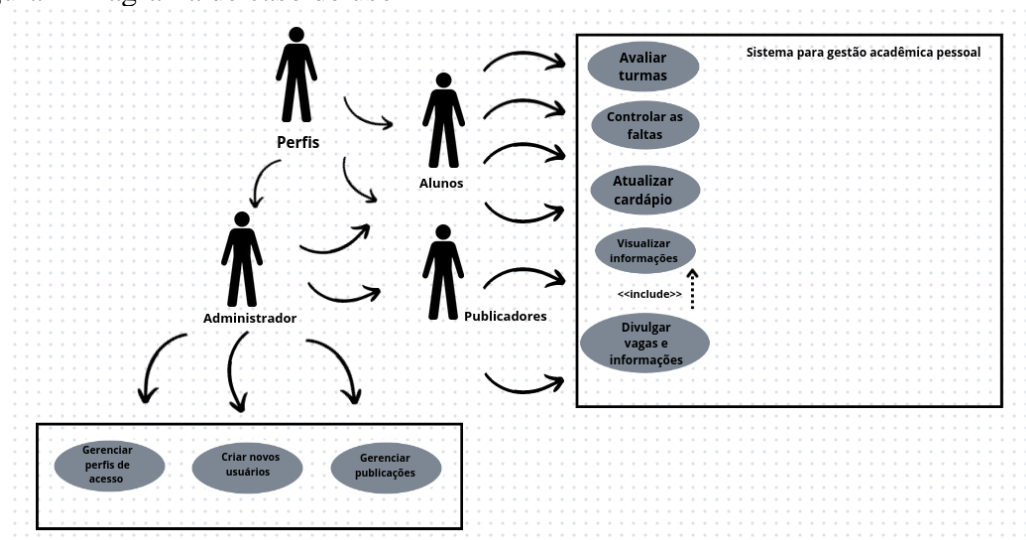 Perfis
Alunos
Administrador
Publicadores
Sistema para gestão acadêmica pessoal
Avaliar
turmas
Controlar as
faltas
Atualizar
cardápio
Visualizar
informações
<<include>>
Divulgar
vagas e
informações
Gerenciar
perfis de
acesso
Criar novos
usuários
Gerenciar
publicações